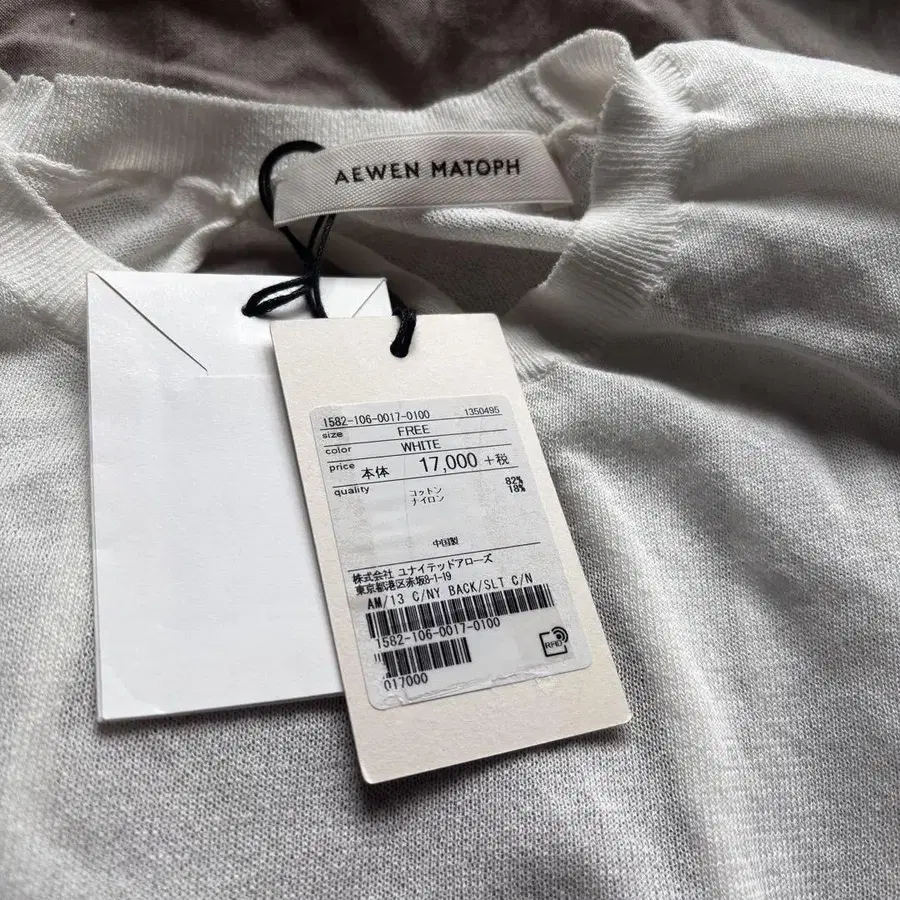 AEWEN MATOPH
1582-106-0017-0100 1350495
size FREE
color WHITE
price 本体 17,000 +税
quality コットン 82%
ナイロン 18%
中国製
株式会社 ユナイテッドアローズ
東京都港区赤坂8-1-19
AM/13 C/NY BACK/SLT C/N
1582-106-0017-0100
RFID
017000